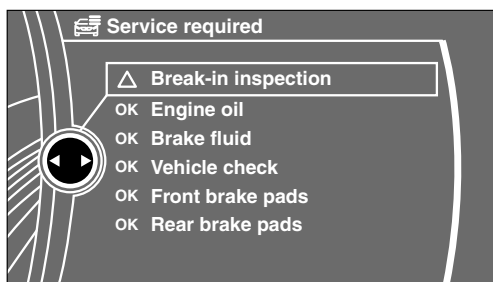 Service required
Break-in inspection
OK Engine oil
OK Brake fluid
OK Vehicle check
OK Front brake pads
OK Rear brake pads